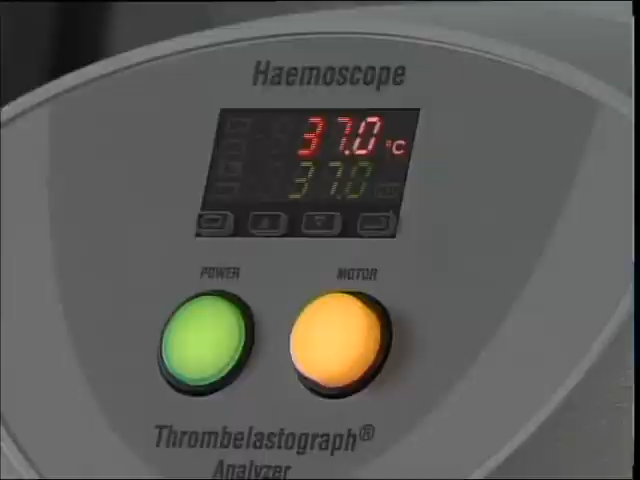 Haemoscope
37.0 °C
37.0
POWER MOTOR
Thrombelastograph®
Analyzer